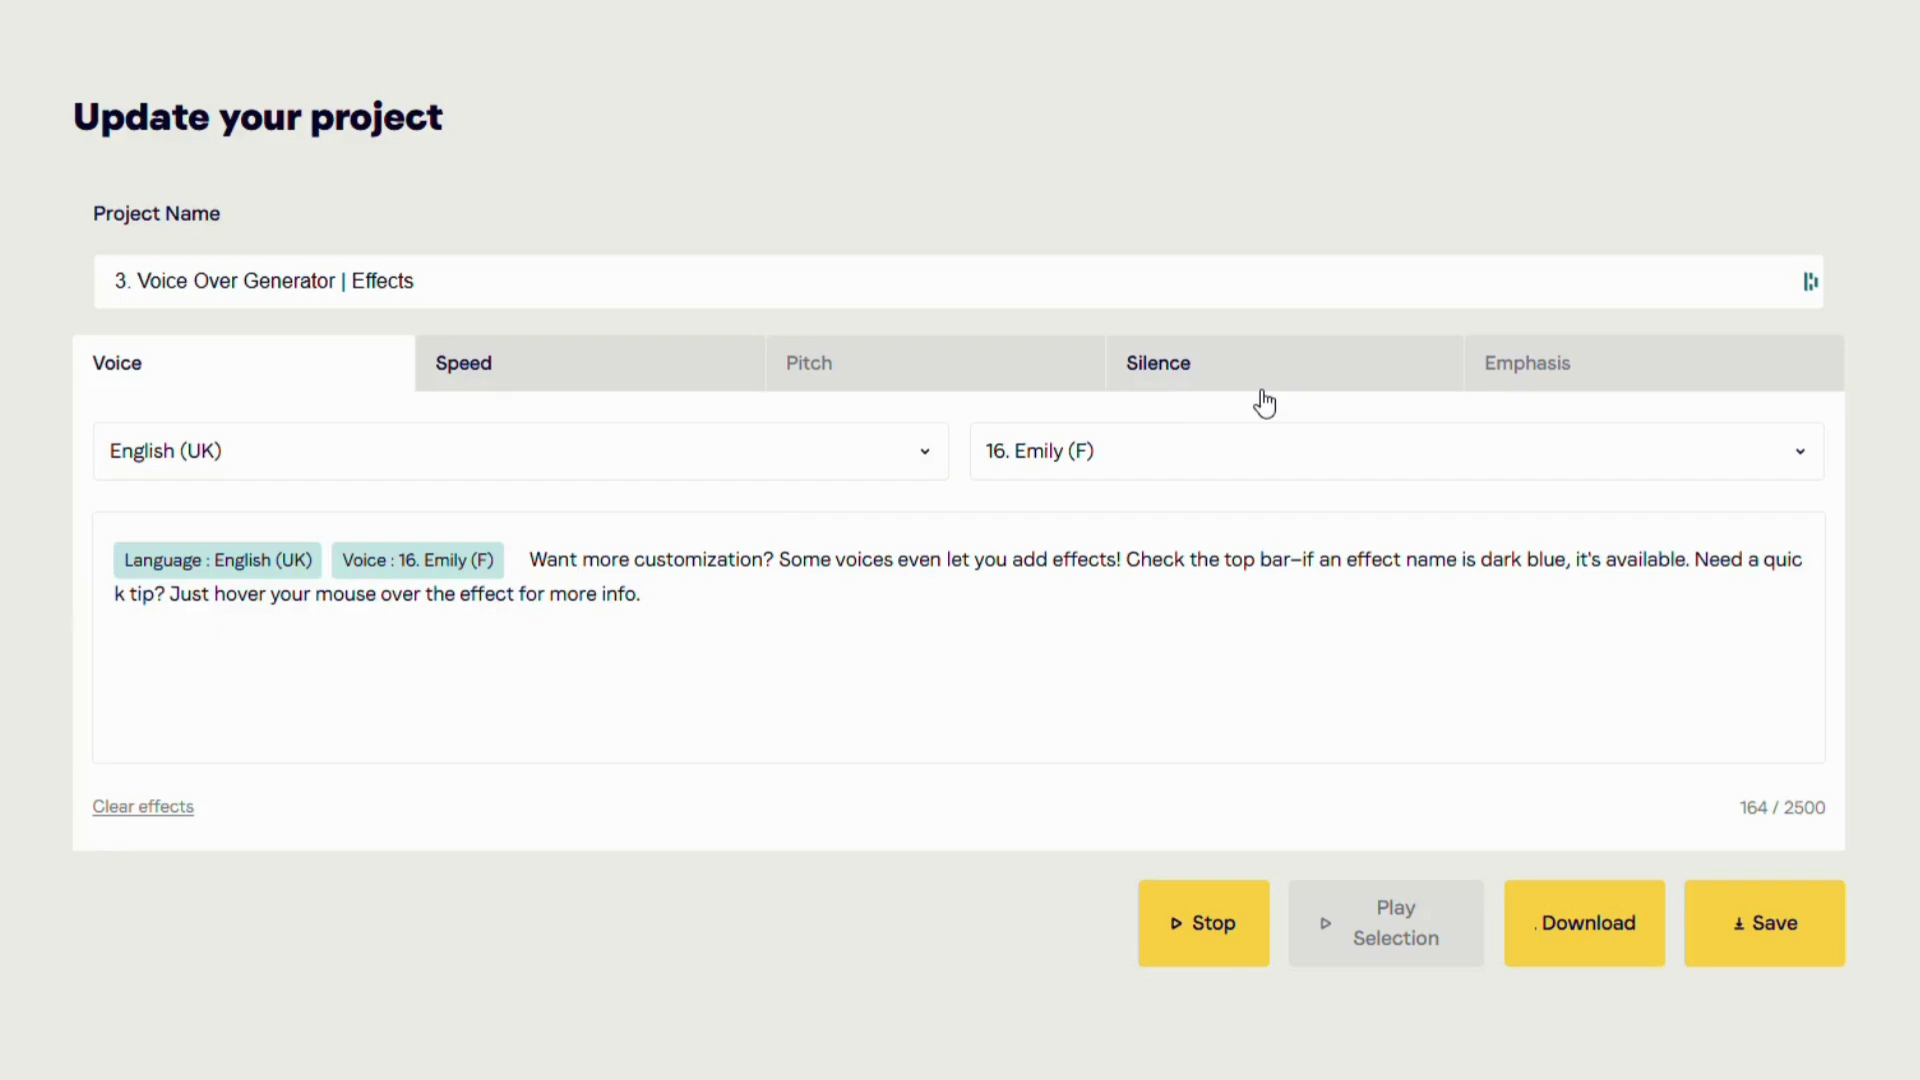 Update your project
Project Name
3. Voice Over Generator | Effects
Voice
Speed
Pitch
Silence
Emphasis
English (UK)
16. Emily (F)
Language : English (UK) Voice : 16. Emily (F) Want more customization? Some voices even let you add effects! Check the top bar–if an effect name is dark blue, it's available. Need a quic
k tip? Just hover your mouse over the effect for more info.
Clear effects
164 / 2500
Stop
Play
Selection
Download
Save